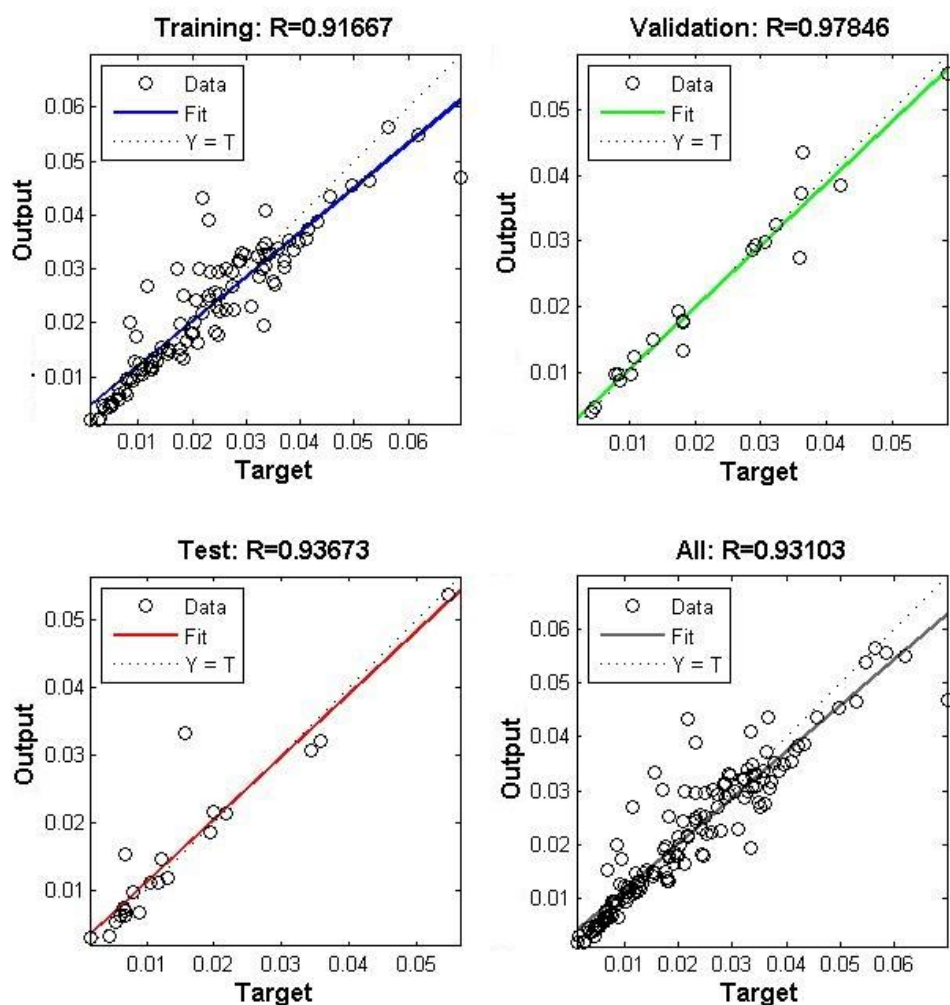 Training: R=0.91667
Data
Fit
Y = T
0.06
0.05
0.04
0.03
0.02
0.01
Output
0.01 0.02 0.03 0.04 0.05 0.06
Target
Validation: R=0.97846
Data
Fit
Y = T
0.05
0.04
0.03
0.02
0.01
Output
0.01 0.02 0.03 0.04 0.05
Target
Test: R=0.93673
Data
Fit
Y = T
0.05
0.04
0.03
0.02
0.01
Output
0.01 0.02 0.03 0.04 0.05
Target
All: R=0.93103
Data
Fit
Y = T
0.06
0.05
0.04
0.03
0.02
0.01
Output
0.01 0.02 0.03 0.04 0.05 0.06
Target